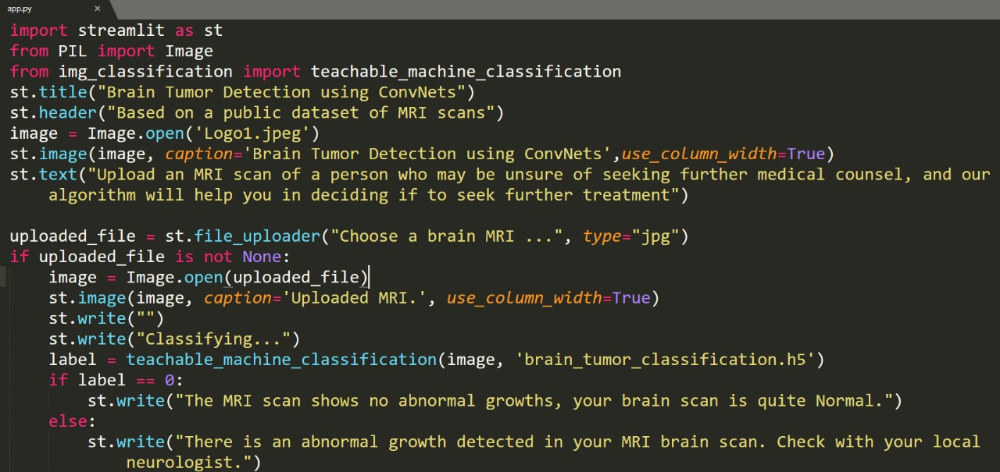 app.py ×
import streamlit as st
from PIL import Image
from img_classification import teachable_machine_classification
st.title("Brain Tumor Detection using ConvNets")
st.header("Based on a public dataset of MRI scans")
image = Image.open('Logo1.jpeg')
st.image(image, caption='Brain Tumor Detection using ConvNets',use_column_width=True)
st.text("Upload an MRI scan of a person who may be unsure of seeking further medical counsel, and our
    algorithm will help you in deciding if to seek further treatment")

uploaded_file = st.file_uploader("Choose a brain MRI ...", type="jpg")
if uploaded_file is not None:
    image = Image.open(uploaded_file)
    st.image(image, caption='Uploaded MRI.', use_column_width=True)
    st.write("")
    st.write("Classifying...")
    label = teachable_machine_classification(image, 'brain_tumor_classification.h5')
    if label == 0:
        st.write("The MRI scan shows no abnormal growths, your brain scan is quite Normal.")
    else:
        st.write("There is an abnormal growth detected in your MRI brain scan. Check with your local
            neurologist.")